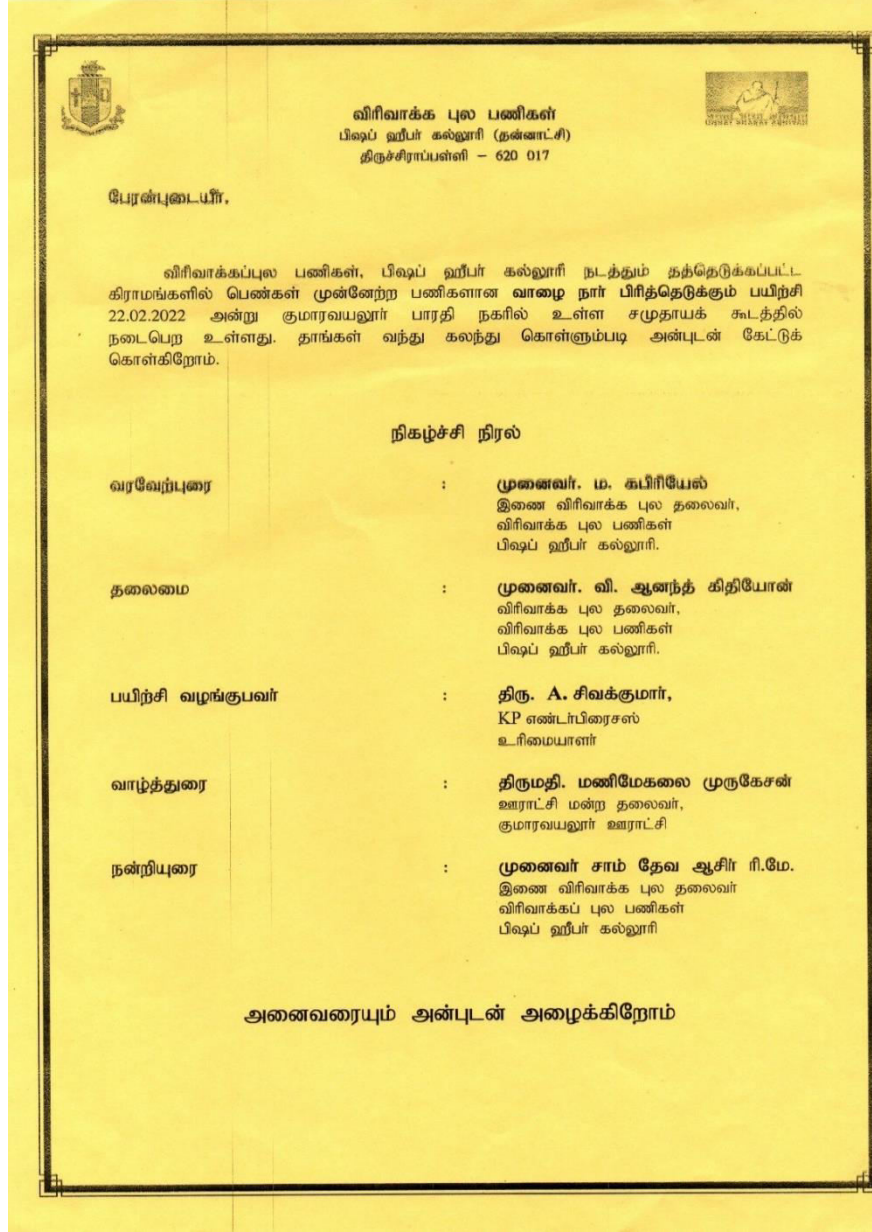 விரிவாக்க புல பணிகள்
பிஷப் ஹீபர் கல்லூரி (தன்னாட்சி)
திருச்சிராப்பள்ளி – 620 017
பேரன்புடையீர்,
விரிவாக்கப்புல பணிகள், பிஷப் ஹீபர் கல்லூரி நடத்தும் தத்தெடுக்கப்பட்ட
கிராமங்களில் பெண்கள் முன்னேற்ற பணிகளான வாழை நார் பிரித்தெடுக்கும் பயிற்சி
22.02.2022 அன்று குமாரவயலூர் பாரதி நகரில் உள்ள சமுதாயக் கூடத்தில்
நடைபெற உள்ளது. தாங்கள் வந்து கலந்து கொள்ளும்படி அன்புடன் கேட்டுக்
கொள்கிறோம்.
நிகழ்ச்சி நிரல்
வரவேற்புரை : முனைவர். ம. கபிரியேல்
இணை விரிவாக்க புல தலைவர்,
விரிவாக்க புல பணிகள்
பிஷப் ஹீபர் கல்லூரி.
தலைமை : முனைவர். வி. ஆனந்த் கிதியோன்
விரிவாக்க புல தலைவர்,
விரிவாக்க புல பணிகள்
பிஷப் ஹீபர் கல்லூரி.
பயிற்சி வழங்குபவர் : திரு. A. சிவக்குமார்,
KP எண்டர்பிரைசஸ்
உரிமையாளர்
வாழ்த்துரை : திருமதி. மணிமேகலை முருகேசன்
ஊராட்சி மன்ற தலைவர்,
குமாரவயலூர் ஊராட்சி
நன்றியுரை : முனைவர் சாம் தேவ ஆசிர் ரி.மே.
இணை விரிவாக்க புல தலைவர்
விரிவாக்கப் புல பணிகள்
பிஷப் ஹீபர் கல்லூரி
அனைவரையும் அன்புடன் அழைக்கிறோம்